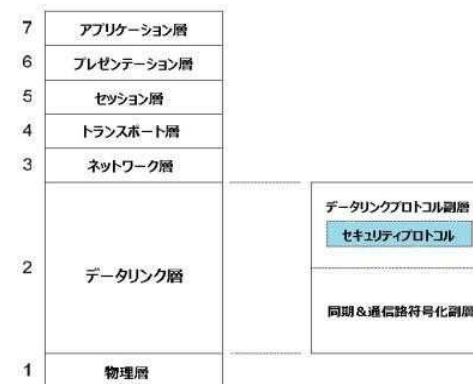 7 アプリケーション層
6 プレゼンテーション層
5 セッション層
4 トランスポート層
3 ネットワーク層
2 データリンク層
データリンクプロトコル副層
セキュリティプロトコル
同期&通信路符号化副層
1 物理層